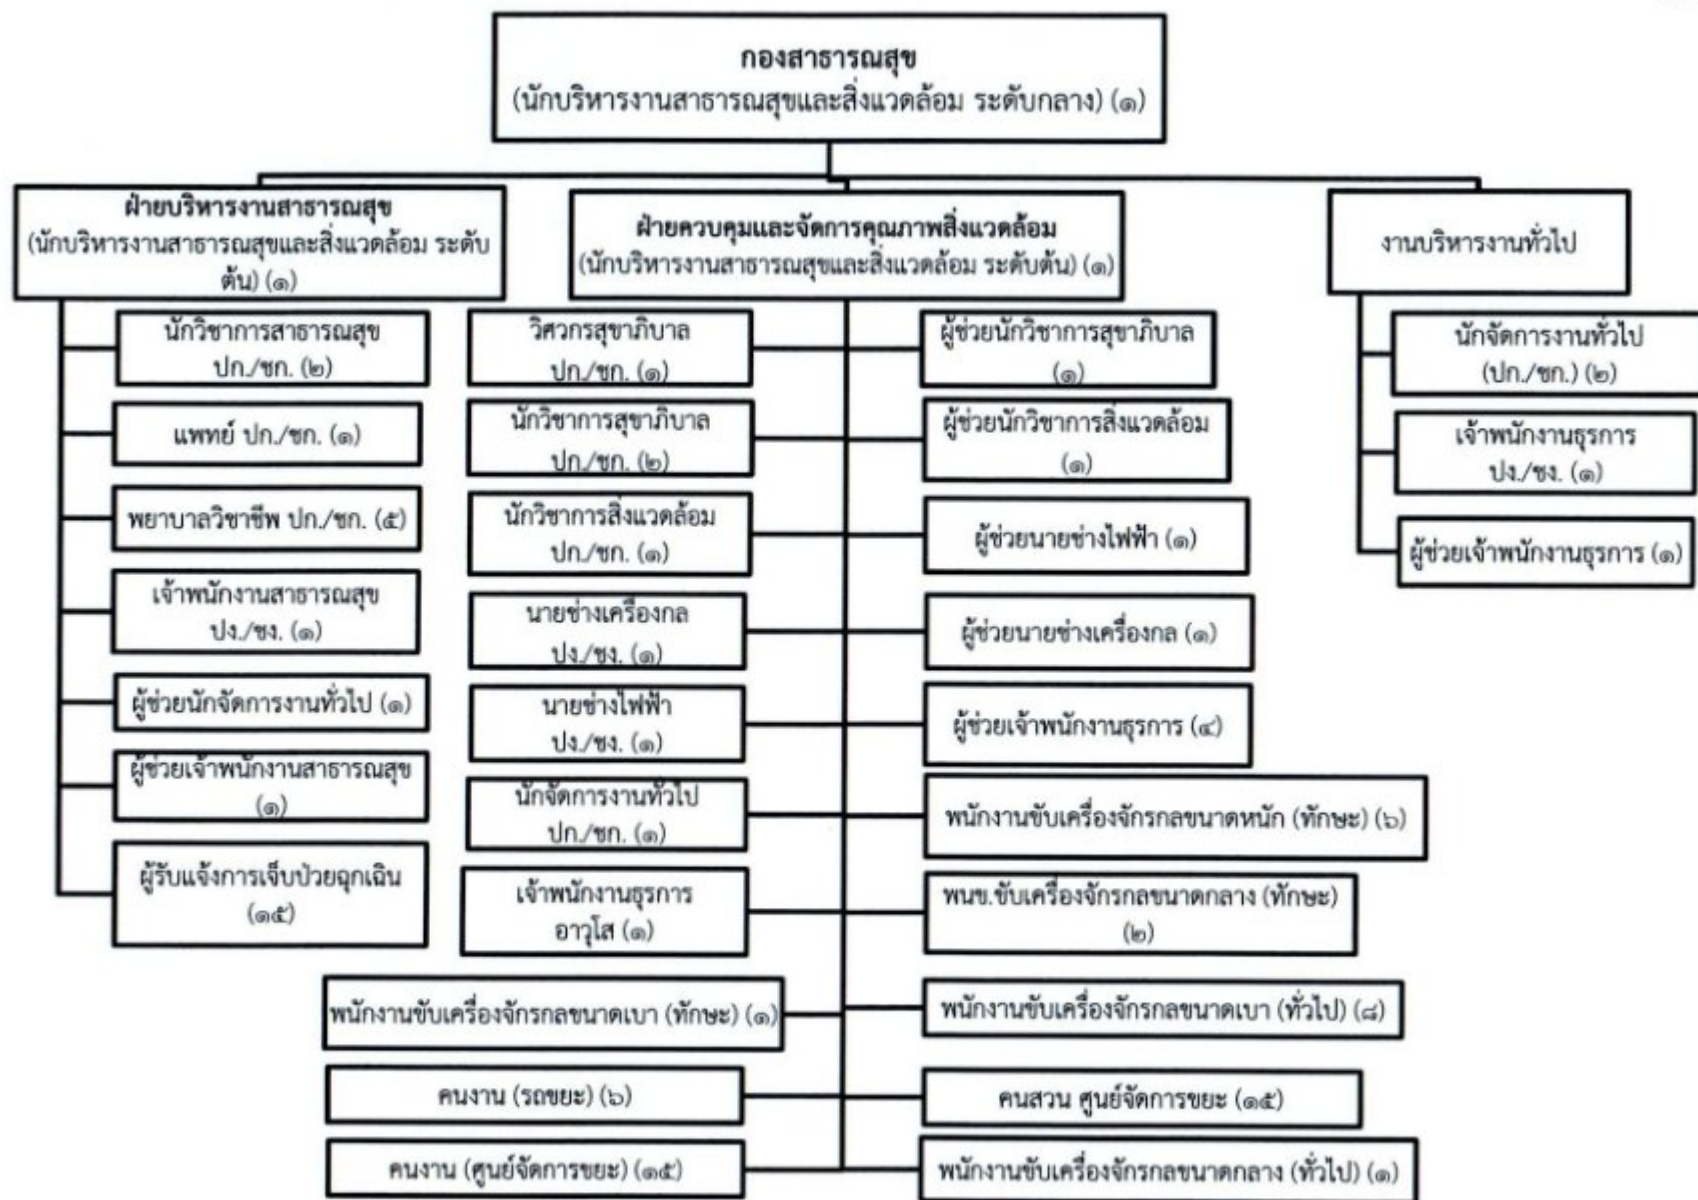 กองสาธารณสุข
(นักบริหารงานสาธารณสุขและสิ่งแวดล้อม ระดับกลาง) (๑)
ฝ่ายบริหารงานสาธารณสุข
(นักบริหารงานสาธารณสุขและสิ่งแวดล้อม ระดับ
ต้น) (๑)
นักวิชาการสาธารณสุข
ปก./ชก. (๒)
แพทย์ ปก./ชก. (๑)
พยาบาลวิชาชีพ ปก./ชก. (๕)
เจ้าพนักงานสาธารณสุข
ปง./ชง. (๑)
ผู้ช่วยนักจัดการงานทั่วไป (๑)
ผู้ช่วยเจ้าพนักงานสาธารณสุข
(๑)
ผู้รับแจ้งการเจ็บป่วยฉุกเฉิน
(๑๕)
ฝ่ายควบคุมและจัดการคุณภาพสิ่งแวดล้อม
(นักบริหารงานสาธารณสุขและสิ่งแวดล้อม ระดับต้น) (๑)
วิศวกรสุขาภิบาล
ปก./ชก. (๑)
นักวิชาการสุขาภิบาล
ปก./ชก. (๒)
นักวิชาการสิ่งแวดล้อม
ปก./ชก. (๑)
นายช่างเครื่องกล
ปง./ชง. (๑)
นายช่างไฟฟ้า
ปง./ชง. (๑)
นักจัดการงานทั่วไป
ปก./ชก. (๑)
เจ้าพนักงานธุรการ
อาวุโส (๑)
พนักงานขับเครื่องจักรกลขนาดเบา (ทักษะ) (๑)
คนงาน (รถขยะ) (๖)
คนงาน (ศูนย์จัดการขยะ) (๑๕)
ผู้ช่วยนักวิชาการสุขาภิบาล
(๑)
ผู้ช่วยนักวิชาการสิ่งแวดล้อม
(๑)
ผู้ช่วยนายช่างไฟฟ้า (๑)
ผู้ช่วยนายช่างเครื่องกล (๑)
ผู้ช่วยเจ้าพนักงานธุรการ (๔)
พนักงานขับเครื่องจักรกลขนาดหนัก (ทักษะ) (๖)
พนข.ขับเครื่องจักรกลขนาดกลาง (ทักษะ)
(๒)
พนักงานขับเครื่องจักรกลขนาดเบา (ทั่วไป) (๘)
คนสวน ศูนย์จัดการขยะ (๑๕)
พนักงานขับเครื่องจักรกลขนาดกลาง (ทั่วไป) (๑)
งานบริหารงานทั่วไป
นักจัดการงานทั่วไป
(ปก./ชก.) (๒)
เจ้าพนักงานธุรการ
ปง./ชง. (๑)
ผู้ช่วยเจ้าพนักงานธุรการ (๑)